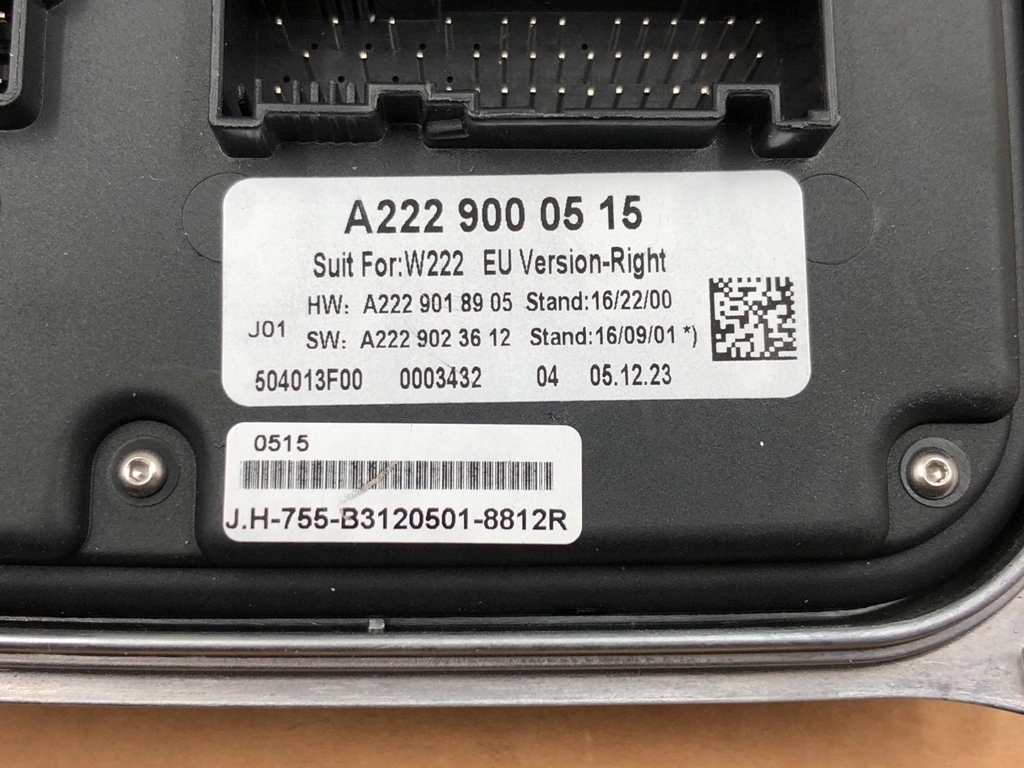 A222 900 05 15
Suit For:W222 EU Version-Right
HW: A222 901 89 05 Stand:16/22/00
J01 SW: A222 902 36 12 Stand:16/09/01 *)
504013F00 0003432 04 05.12.23
0515
J.H-755-B3120501-8812R